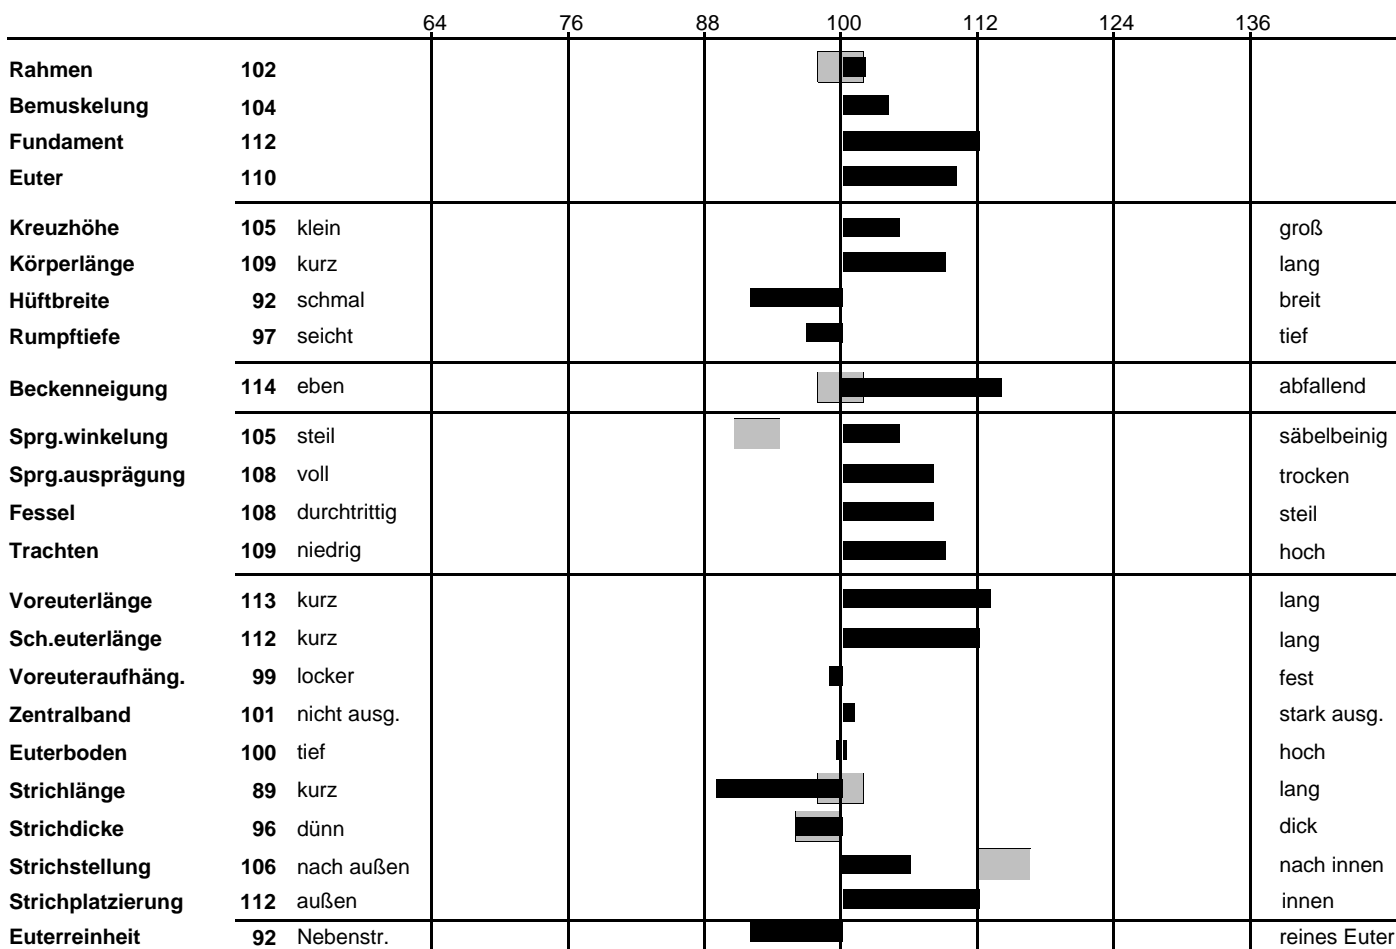 64 76 88 100 112 124 136
Rahmen 102
Bemuskelung 104
Fundament 112
Euter 110
Kreuzhöhe 105 klein groß
Körperlänge 109 kurz lang
Hüftbreite 92 schmal breit
Rumpftiefe 97 seicht tief
Beckenneigung 114 eben abfallend
Sprg.winkelung 105 steil säbelbeinig
Sprg.ausprägung 108 voll trocken
Fessel 108 durchtrittig steil
Trachten 109 niedrig hoch
Voreuterlänge 113 kurz lang
Sch.euterlänge 112 kurz lang
Voreuteraufhäng. 99 locker fest
Zentralband 101 nicht ausg. stark ausg.
Euterboden 100 tief hoch
Strichlänge 89 kurz lang
Strichdicke 96 dünn dick
Strichstellung 106 nach außen nach innen
Strichplatzierung 112 außen innen
Euterreinheit 92 Nebenstr. reines Euter